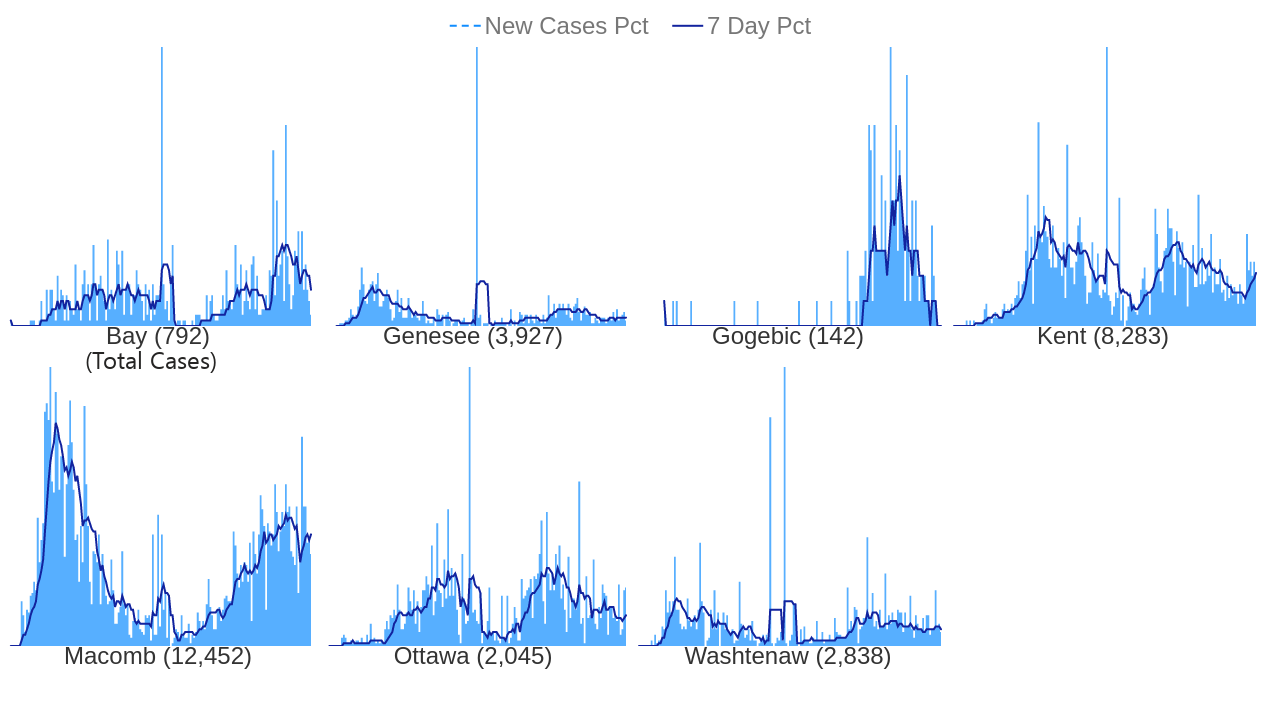 New Cases Pct 7 Day Pct
Bay (792)
(Total Cases)
Genesee (3,927)
Gogebic (142)
Kent (8,283)
Macomb (12,452)
Ottawa (2,045)
Washtenaw (2,838)